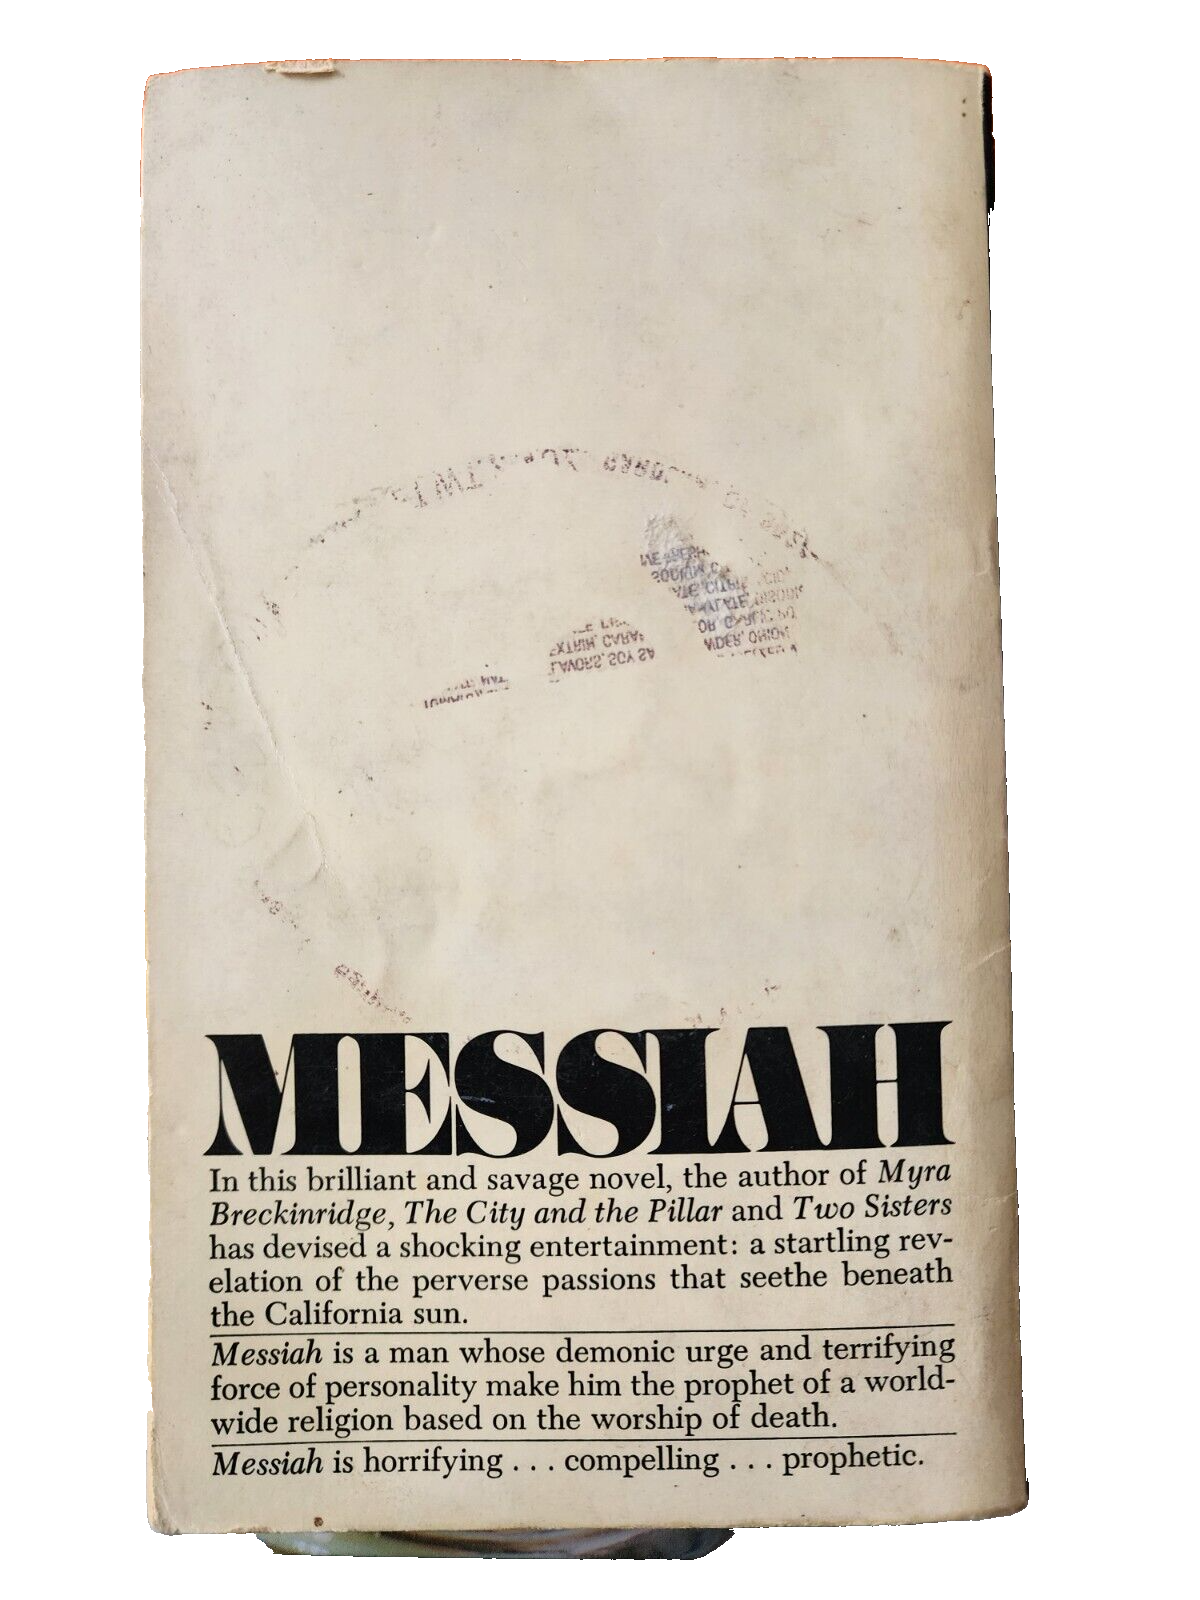 MESSIAH
In this brilliant and savage novel, the author of Myra
Breckinridge, The City and the Pillar and Two Sisters
has devised a shocking entertainment: a startling rev-
elation of the perverse passions that seethe beneath
the California sun.
Messiah is a man whose demonic urge and terrifying
force of personality make him the prophet of a world-
wide religion based on the worship of death.
Messiah is horrifying . . . compelling . . . prophetic.